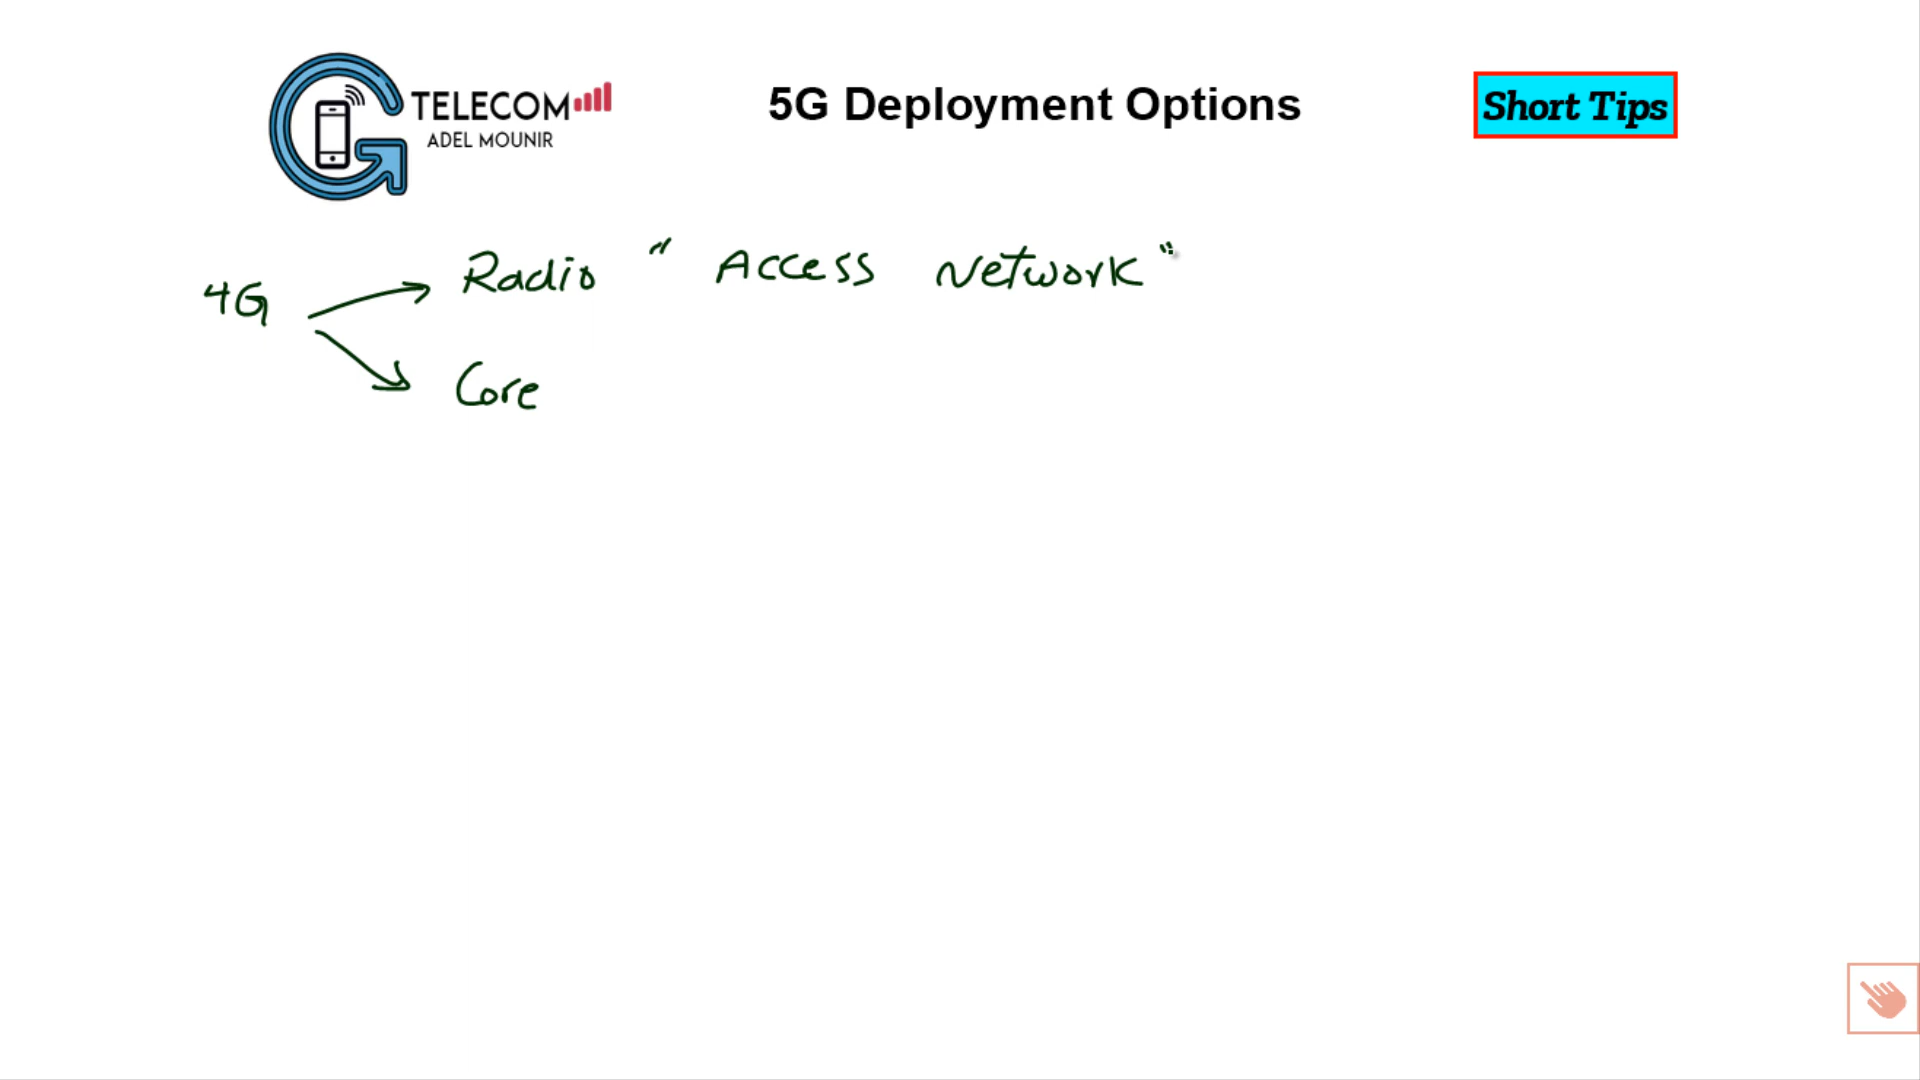 TELECOM
ADEL MOUNIR
5G Deployment Options
Short Tips
4G
Radio " Access Network "
Core